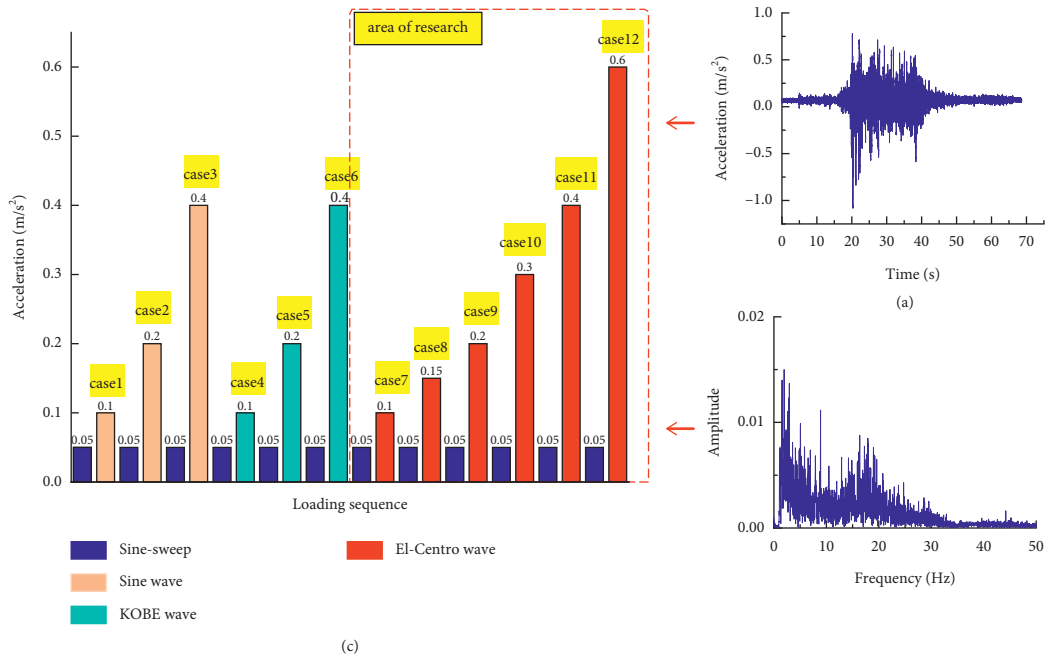 area of research
Acceleration (m/s²)
0.6
0.5
0.4
0.3
0.2
0.1
0.0
case1
case2
case3
case4
case5
case6
case7
case8
case9
case10
case11
case12
0.05
0.1
0.05
0.2
0.05
0.4
0.05
0.1
0.05
0.2
0.05
0.4
0.05
0.1
0.05
0.15
0.05
0.2
0.05
0.3
0.05
0.4
0.05
0.6
Loading sequence
Sine-sweep
Sine wave
KOBE wave
El-Centro wave
(c)
Acceleration (m/s²)
1.0
0.5
0.0
−0.5
−1.0
0 10 20 30 40 50 60 70
Time (s)
(a)
Amplitude
0.02
0.01
0.00
0 10 20 30 40 50
Frequency (Hz)